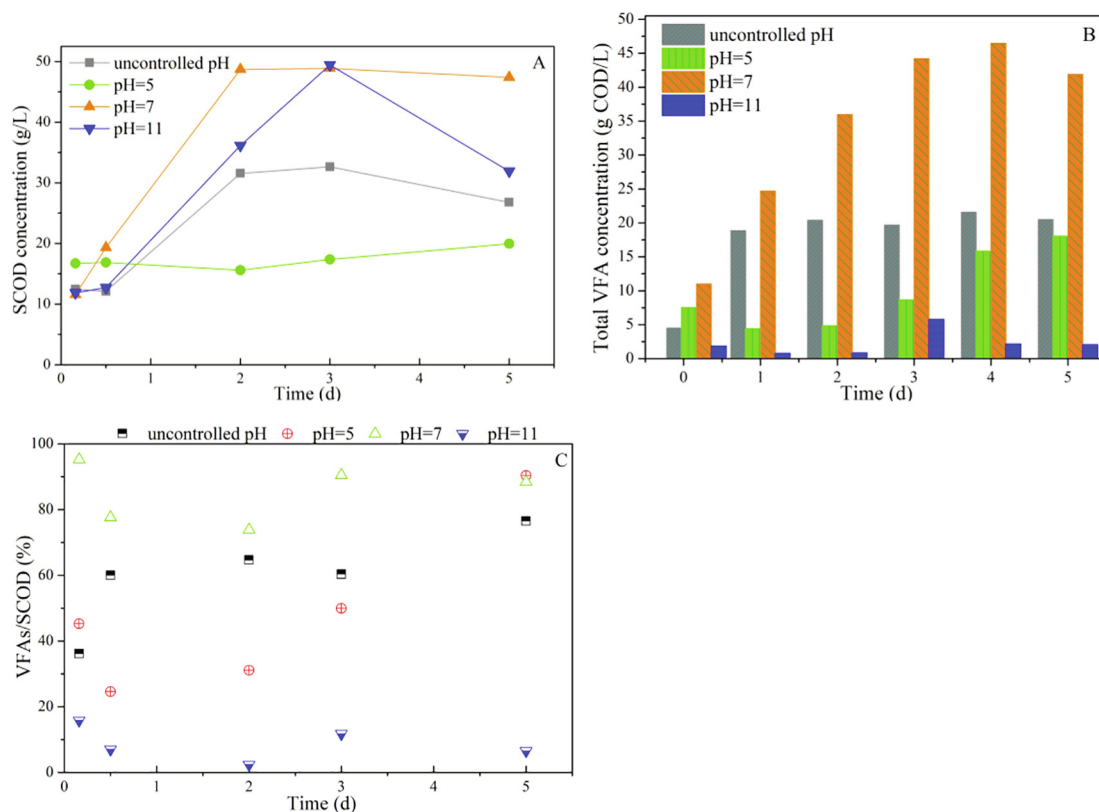 A
uncontrolled pH
pH=5
pH=7
pH=11
SCOD concentration (g/L)
50
40
30
20
10
0
0 1 2 3 4 5
Time (d)
B
uncontrolled pH
pH=5
pH=7
pH=11
Total VFA concentration (g COD/L)
50
45
40
35
30
25
20
15
10
5
0
0 1 2 3 4 5
Time (d)
uncontrolled pH pH=5 pH=7 pH=11
C
VFAs/SCOD (%)
100
80
60
40
20
0
0 1 2 3 4 5
Time (d)